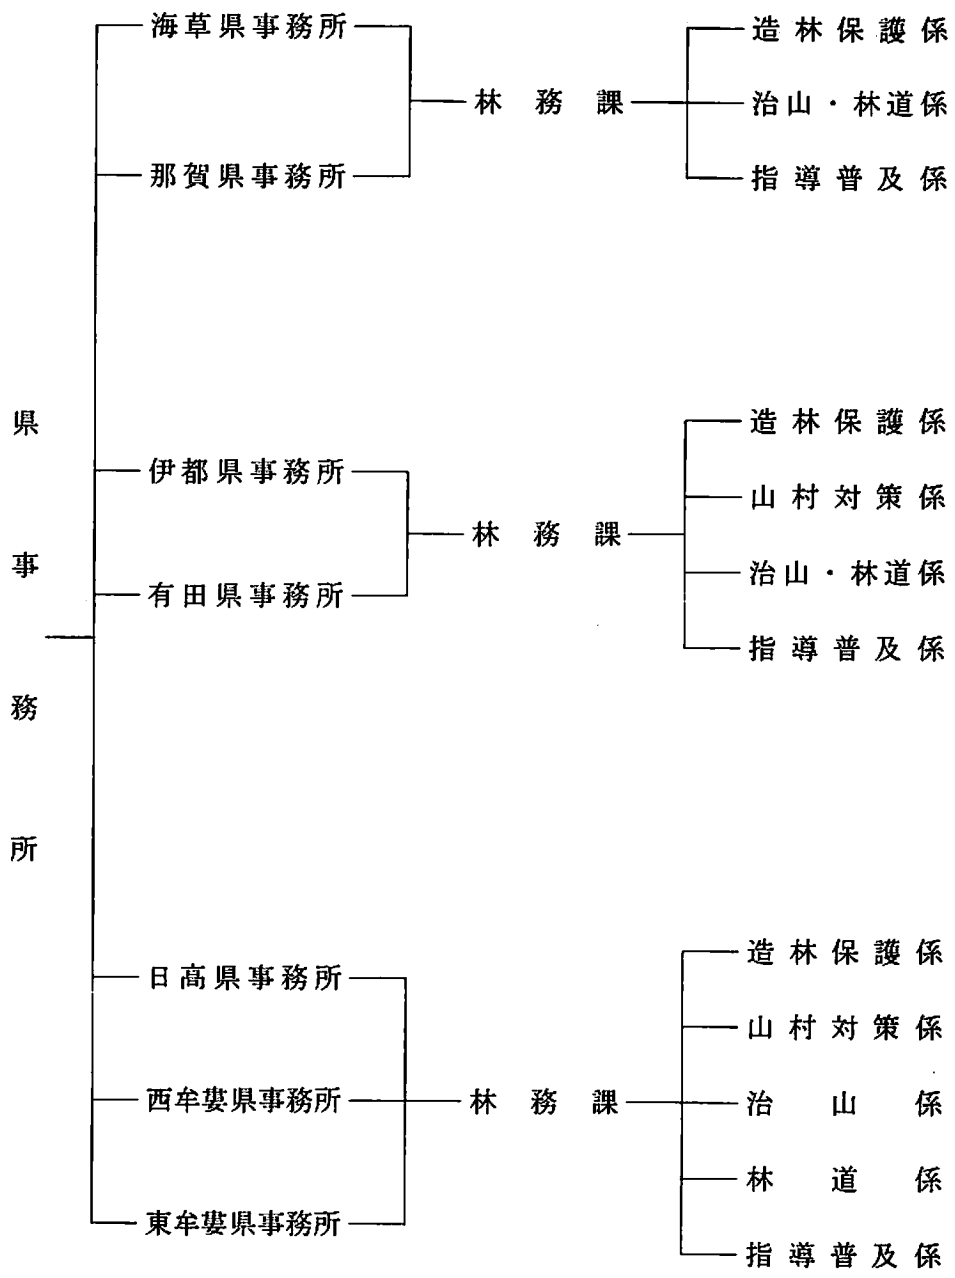 県事務所
海草県事務所
那賀県事務所
林務課
造林保護係
治山・林道係
指導普及係
伊都県事務所
有田県事務所
林務課
造林保護係
山村対策係
治山・林道係
指導普及係
日高県事務所
西牟婁県事務所
東牟婁県事務所
林務課
造林保護係
山村対策係
治山係
林道係
指導普及係